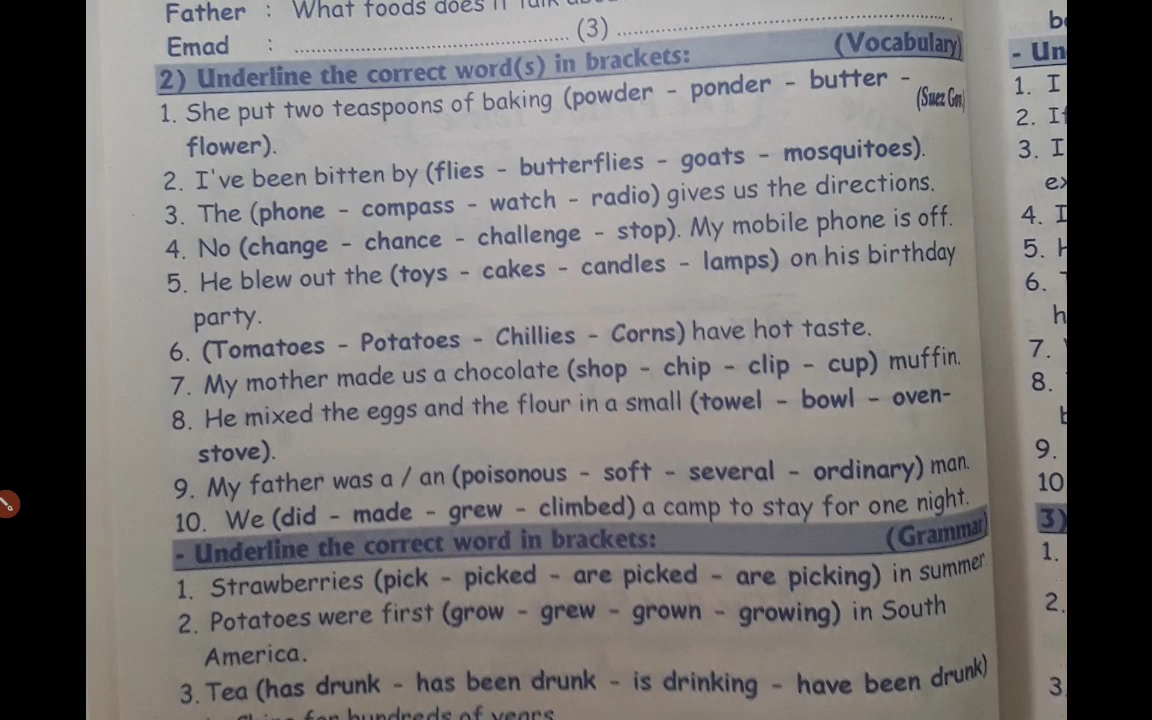 Father : What foods does it talk
Emad : .......................... (3) ..........................
2) Underline the correct word(s) in brackets: (Vocabulary)
1. She put two teaspoons of baking (powder - ponder - butter -
flower). (Suez Gov.)
2. I've been bitten by (flies - butterflies - goats - mosquitoes).
3. The (phone - compass - watch - radio) gives us the directions.
4. No (change - chance - challenge - stop). My mobile phone is off.
5. He blew out the (toys - cakes - candles - lamps) on his birthday
party.
6. (Tomatoes - Potatoes - Chillies - Corns) have hot taste.
7. My mother made us a chocolate (shop - chip - clip - cup) muffin.
8. He mixed the eggs and the flour in a small (towel - bowl - oven-
stove).
9. My father was a / an (poisonous - soft - several - ordinary) man.
10. We (did - made - grew - climbed) a camp to stay for one night.
- Underline the correct word in brackets: (Grammar)
1. Strawberries (pick - picked - are picked - are picking) in summer
2. Potatoes were first (grow - grew - grown - growing) in South
America.
3. Tea (has drunk - has been drunk - is drinking - have been drunk)
for hundreds of years
- Un
1. I
2.
3. I
4. I
5.
6.
h
7.
8.
9.
10
3)
1.
2.
3.